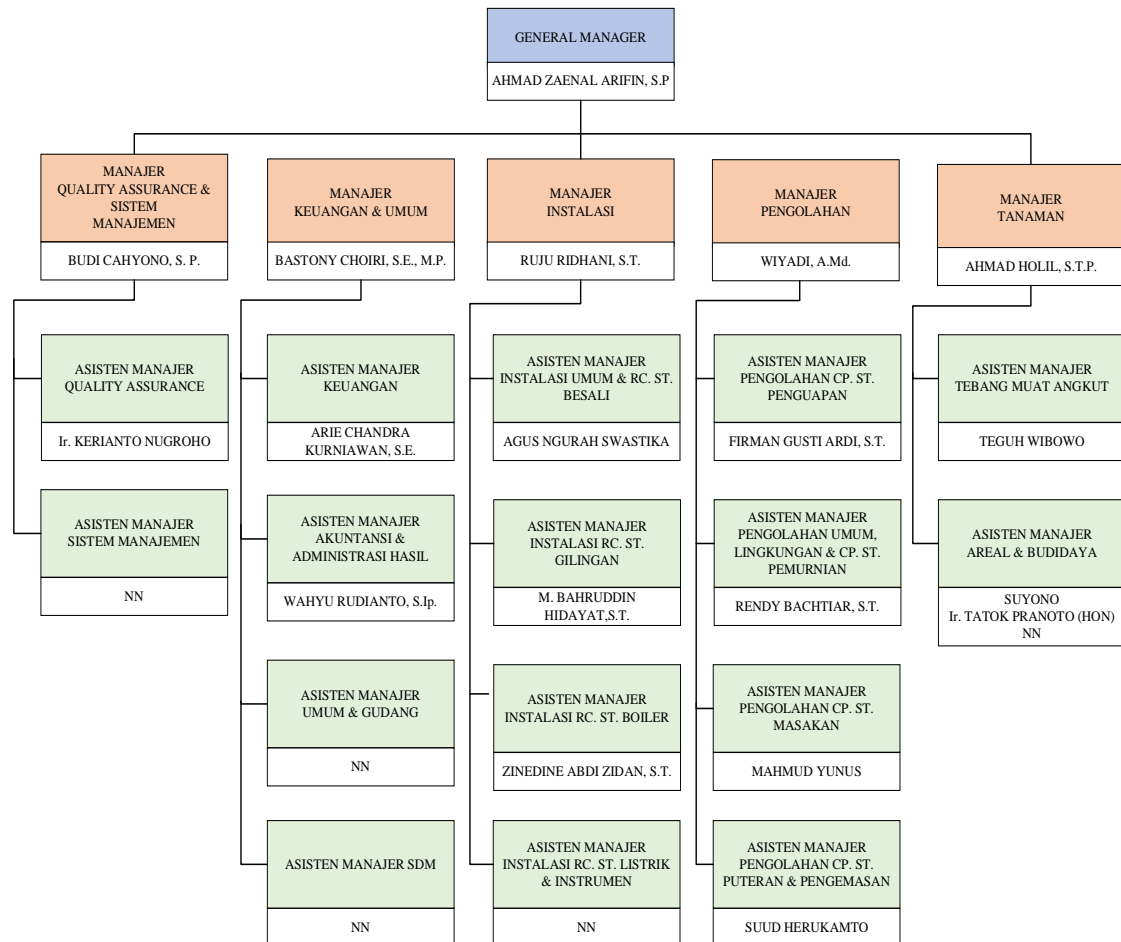 GENERAL MANAGER
AHMAD ZAENAL ARIFIN, S.P
MANAJER
QUALITY ASSURANCE &
SISTEM
MANAJEMEN
BUDI CAHYONO, S. P.
MANAJER
KEUANGAN & UMUM
BASTONY CHOIRI, S.E., M.P.
MANAJER
INSTALASI
RUJU RIDHANI, S.T.
MANAJER
PENGOLAHAN
WIYADI, A.Md.
MANAJER
TANAMAN
AHMAD HOLIL, S.T.P.
ASISTEN MANAJER
QUALITY ASSURANCE
Ir. KERIANTO NUGROHO
ASISTEN MANAJER
KEUANGAN
ARIE CHANDRA
KURNIAWAN, S.E.
ASISTEN MANAJER
INSTALASI UMUM & RC. ST.
BESALI
AGUS NGURAH SWASTIKA
ASISTEN MANAJER
PENGOLAHAN CP. ST.
PENGUAPAN
FIRMAN GUSTI ARDI, S.T.
ASISTEN MANAJER
TEBANG MUAT ANGKUT
TEGUH WIBOWO
ASISTEN MANAJER
SISTEM MANAJEMEN
NN
ASISTEN MANAJER
AKUNTANSI &
ADMINISTRASI HASIL
WAHYU RUDIANTO, S.Ip.
ASISTEN MANAJER
INSTALASI RC. ST.
GILINGAN
M. BAHRUDDIN
HIDAYAT,S.T.
ASISTEN MANAJER
PENGOLAHAN UMUM,
LINGKUNGAN & CP. ST.
PEMURNIAN
RENDY BACHTIAR, S.T.
ASISTEN MANAJER
AREAL & BUDIDAYA
SUYONO
Ir. TATOK PRANOTO (HON)
NN
ASISTEN MANAJER
UMUM & GUDANG
NN
ASISTEN MANAJER
INSTALASI RC. ST. BOILER
ZINEDINE ABDI ZIDAN, S.T.
ASISTEN MANAJER
PENGOLAHAN CP. ST.
MASAKAN
MAHMUD YUNUS
ASISTEN MANAJER SDM
NN
ASISTEN MANAJER
INSTALASI RC. ST. LISTRIK
& INSTRUMEN
NN
ASISTEN MANAJER
PENGOLAHAN CP. ST.
PUTERAN & PENGEMASAN
SUUD HERUKAMTO